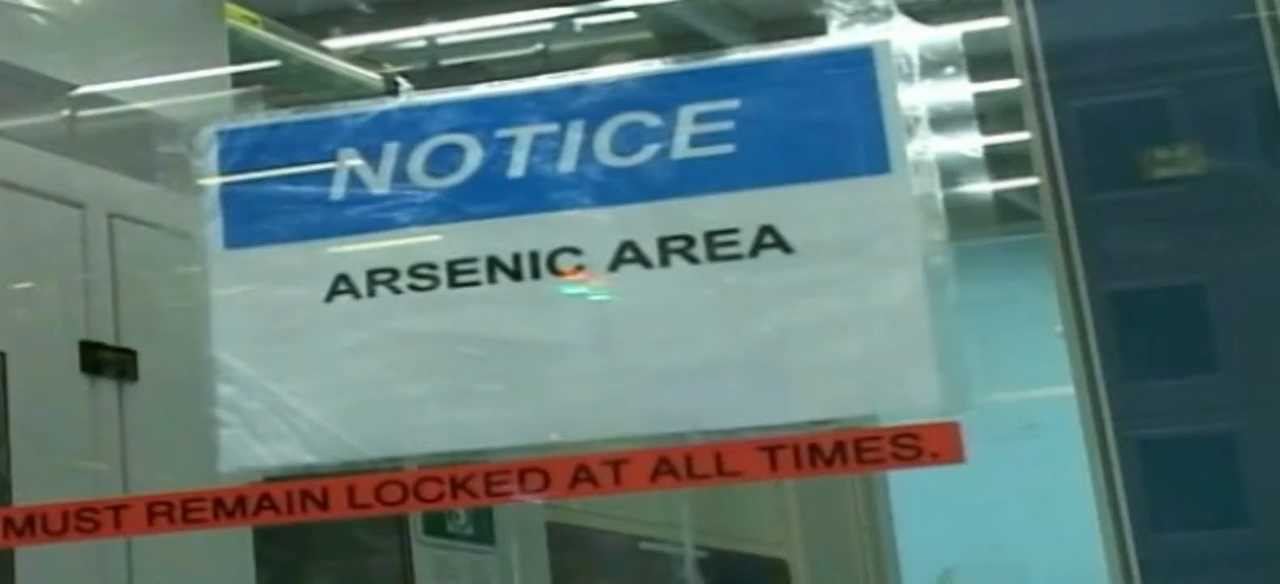 NOTICE
ARSENIC AREA
MUST REMAIN LOCKED AT ALL TIMES.